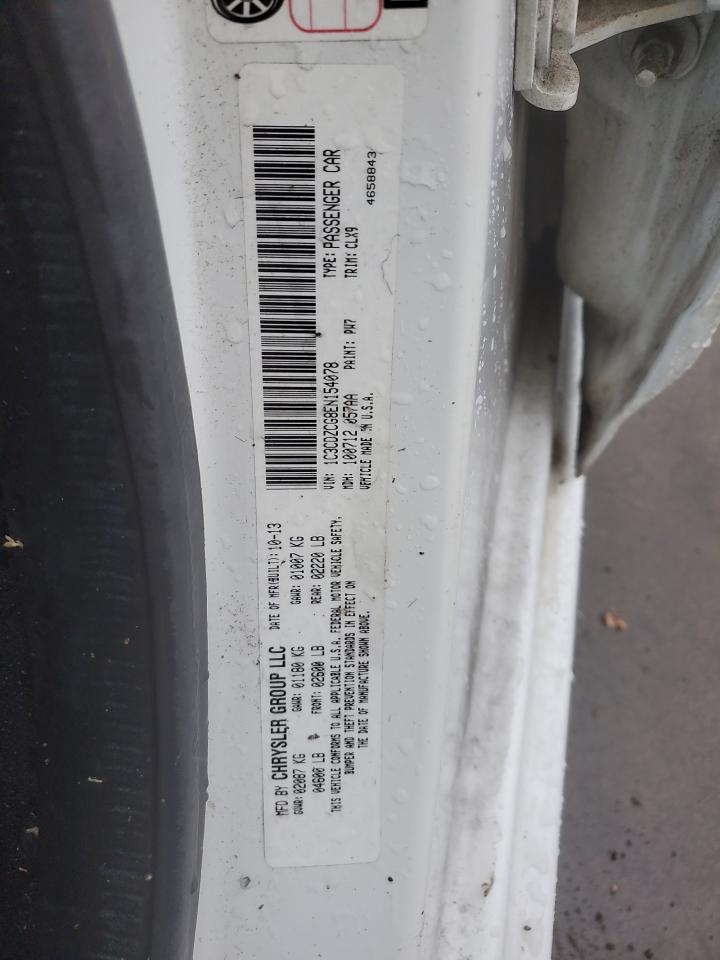 MFD BY CHRYSLER GROUP LLC DATE OF MFR(BUILT): 10-13
GVWR: 02087 KG GAWR: 01180 KG GAWR: 01007 KG
04600 LB FRONT: 02600 LB REAR: 02220 LB
THIS VEHICLE CONFORMS TO ALL APPLICABLE U.S.A. FEDERAL MOTOR VEHICLE SAFETY,
BUMPER AND THEFT PREVENTION STANDARDS IN EFFECT ON
THE DATE OF MANUFACTURE SHOWN ABOVE.
VIN: 1C3CDZCG8EN154078 TYPE: PASSENGER CAR
MDH: 100712 057AA PAINT: PW7 TRIM: CLX9
VEHICLE MADE IN U.S.A. 4658843